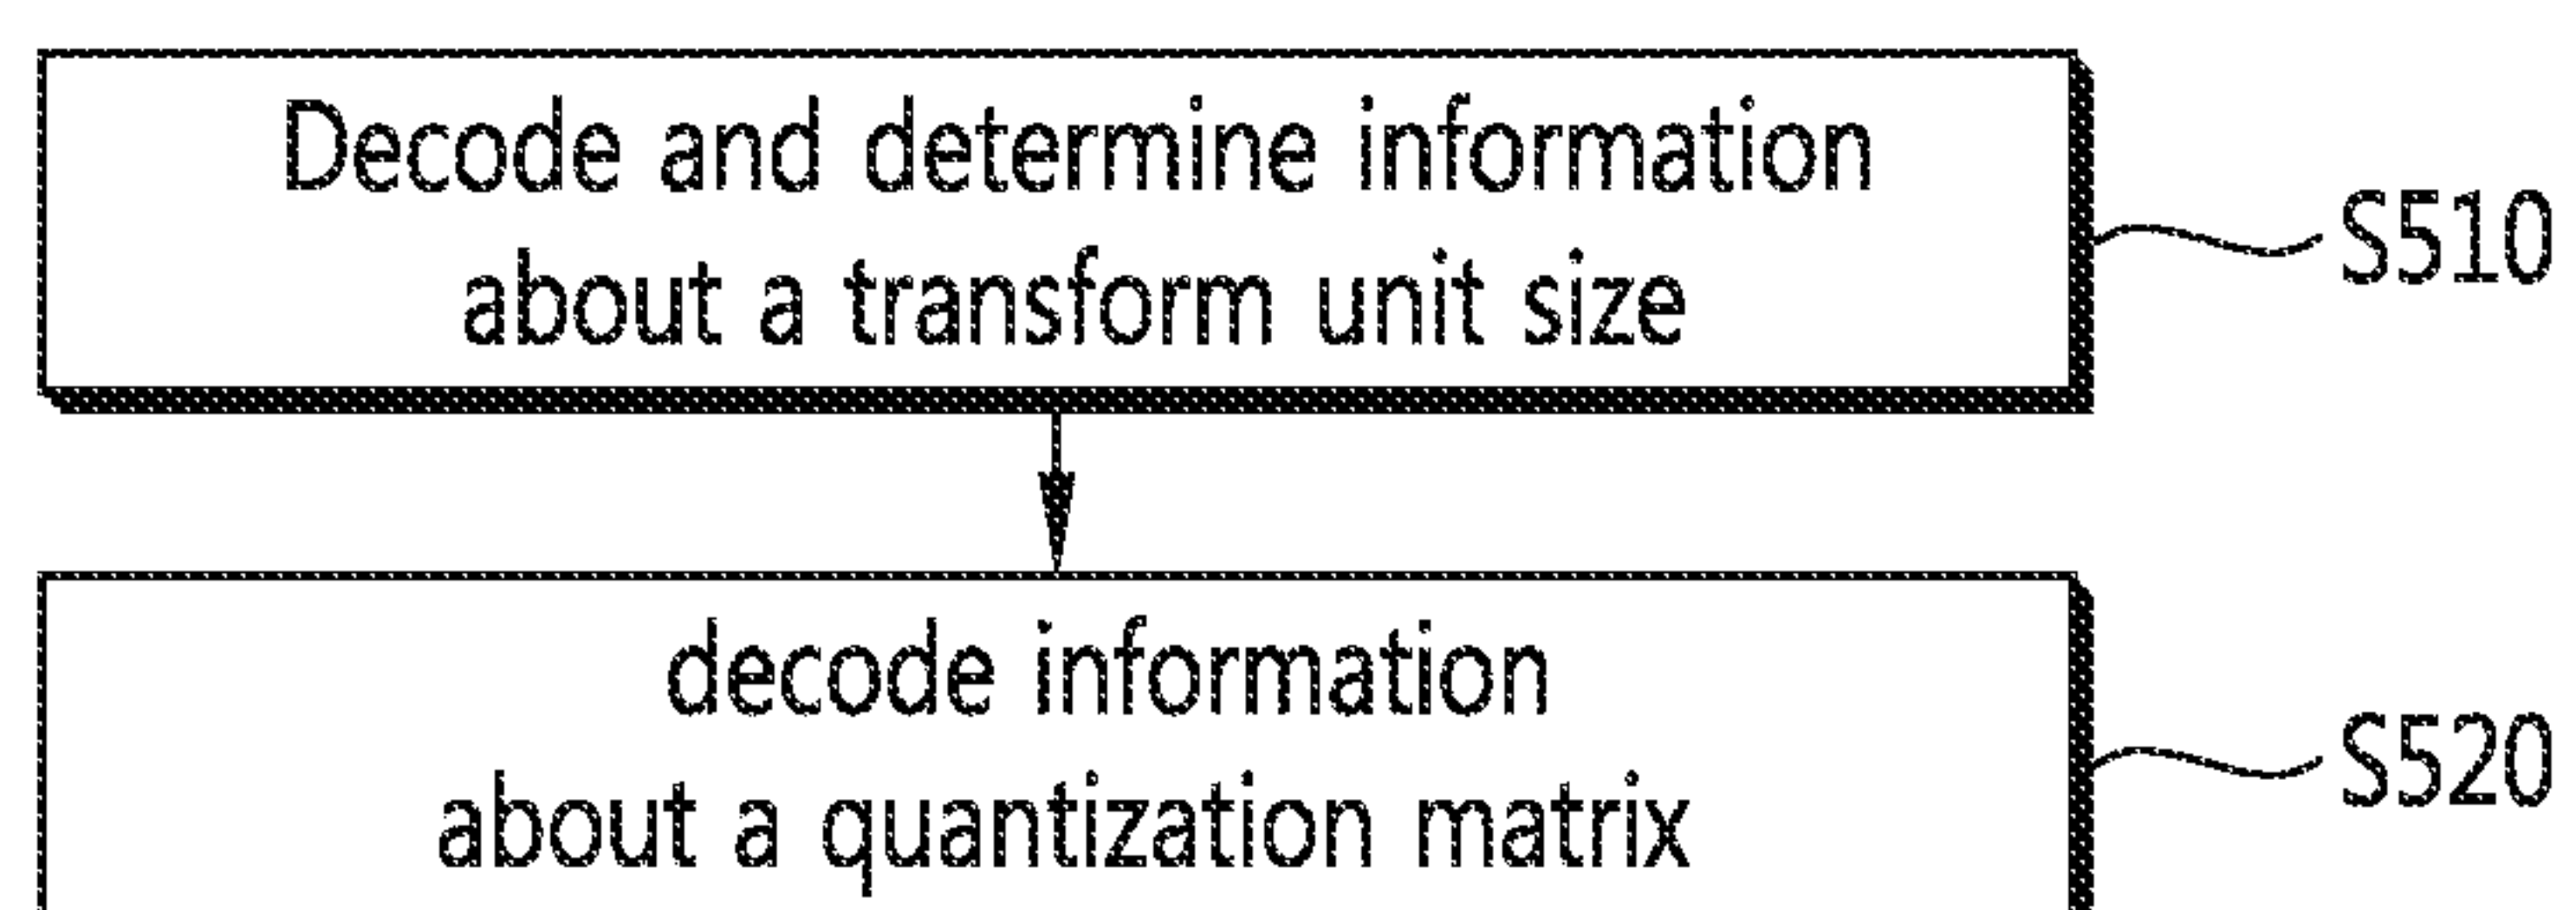 Decode and determine information
about a transform unit size
S510
decode information
about a quantization matrix
S520